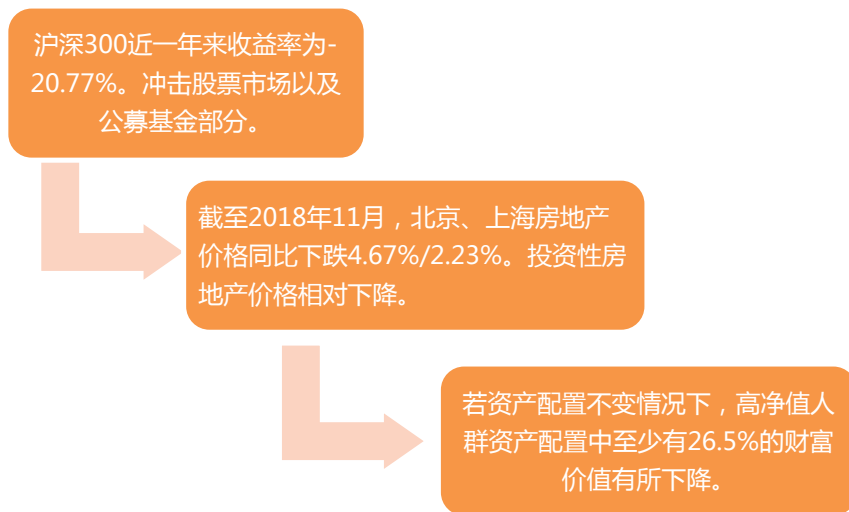 沪深300近一年来收益率为-
20.77%。冲击股票市场以及
公募基金部分。
截至2018年11月，北京、上海房地产
价格同比下跌4.67%/2.23%。投资性房
地产价格相对下降。
若资产配置不变情况下，高净值人
群资产配置中至少有26.5%的财富
价值有所下降。